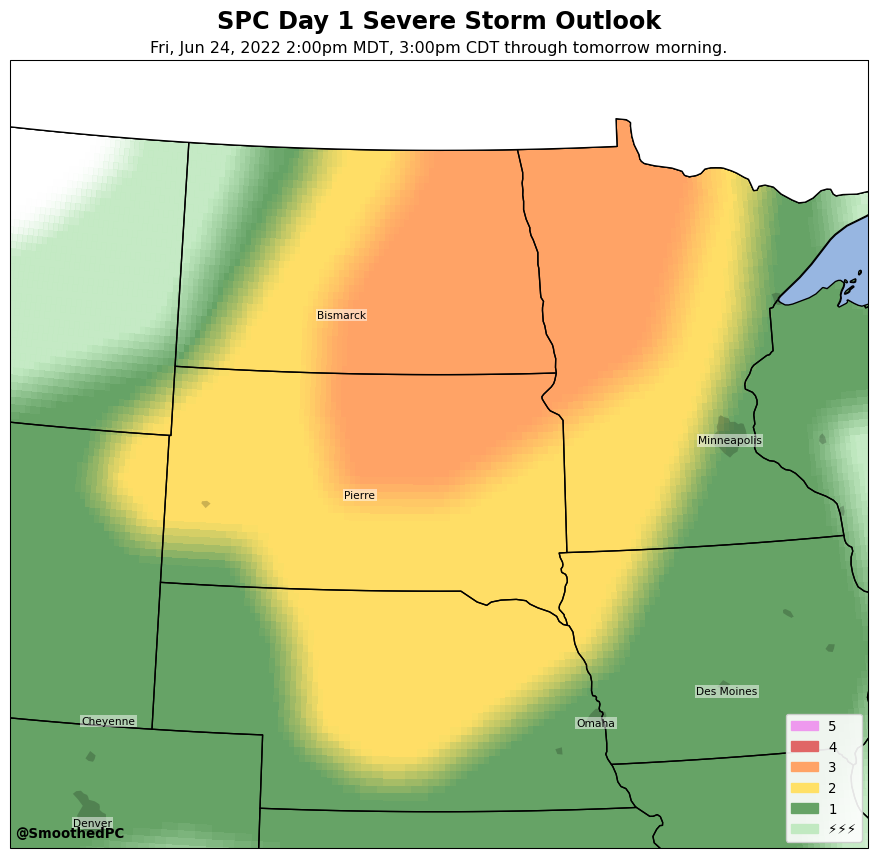 SPC Day 1 Severe Storm Outlook
Fri, Jun 24, 2022 2:00pm MDT, 3:00pm CDT through tomorrow morning.
Bismarck
Minneapolis
Pierre
Des Moines
Cheyenne
Omaha
5
4
3
2
1
⚡⚡⚡
Denver
@SmoothedPC